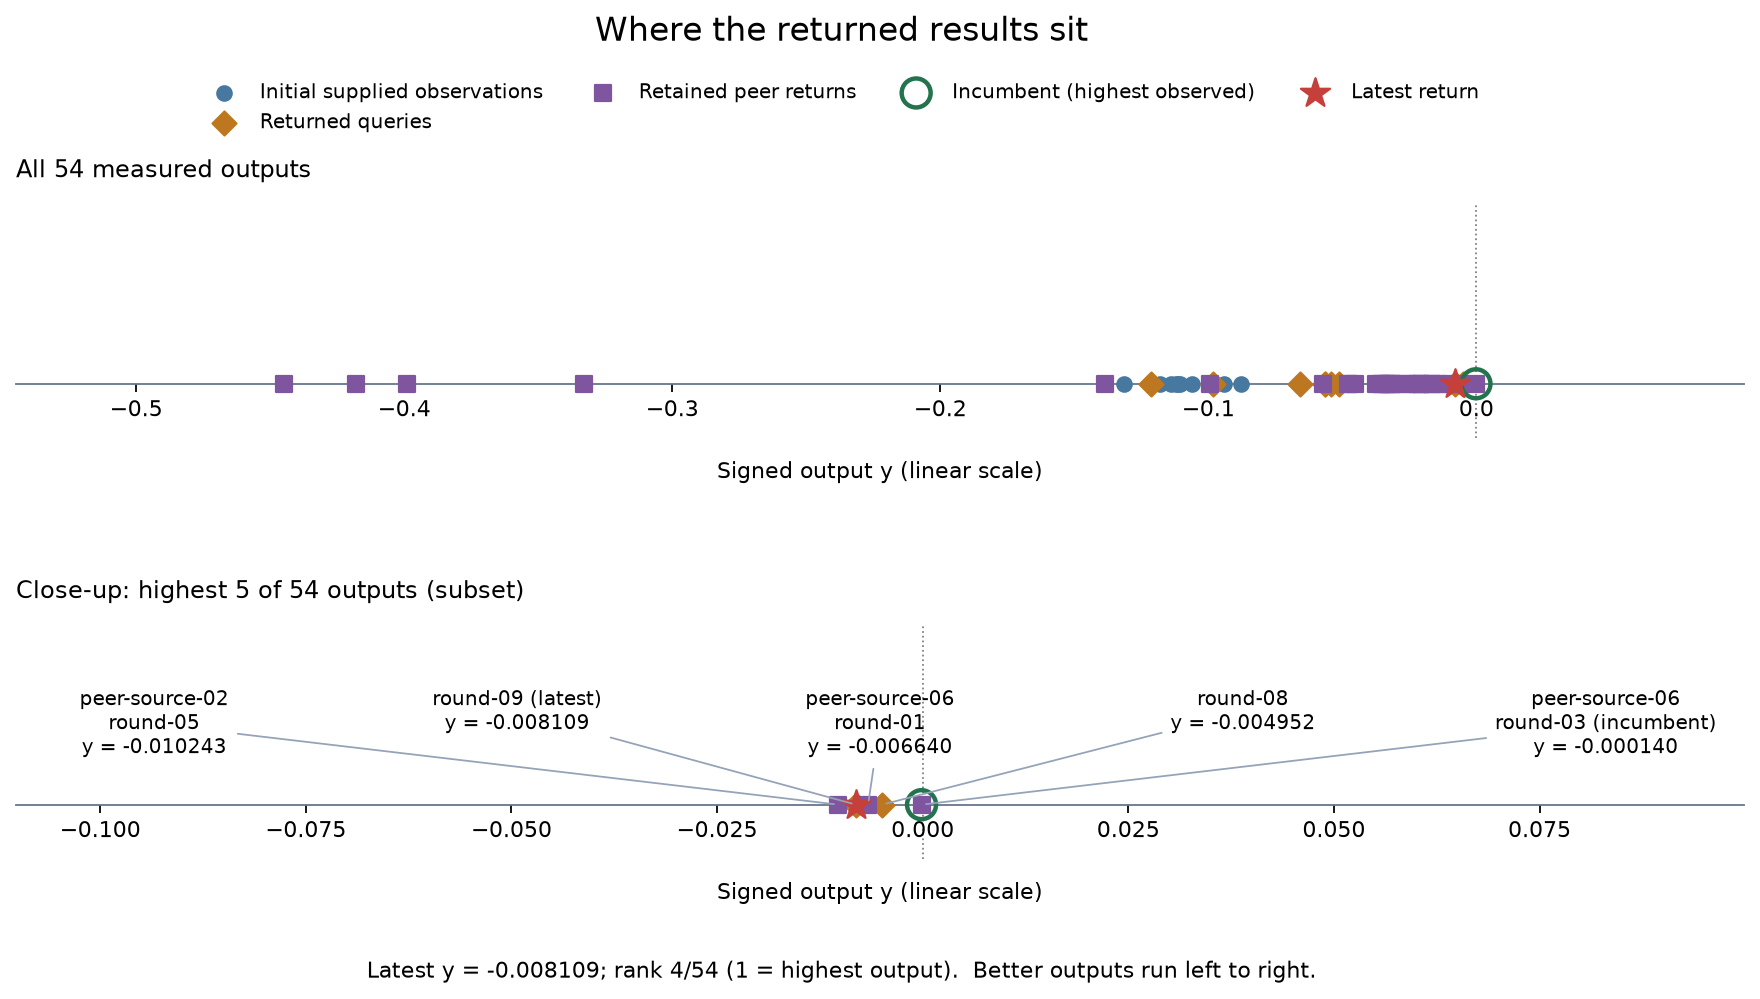 Where the returned results sit
Initial supplied observations
Retained peer returns
Incumbent (highest observed)
Latest return
Returned queries
All 54 measured outputs
−0.5
−0.4
−0.3
−0.2
−0.1
0.0
Signed output y (linear scale)
Close-up: highest 5 of 54 outputs (subset)
peer-source-02
round-05
y = -0.010243
round-09 (latest)
y = -0.008109
peer-source-06
round-01
y = -0.006640
round-08
y = -0.004952
peer-source-06
round-03 (incumbent)
y = -0.000140
−0.100
−0.075
−0.050
−0.025
0.000
0.025
0.050
0.075
Signed output y (linear scale)
Latest y = -0.008109; rank 4/54 (1 = highest output).  Better outputs run left to right.